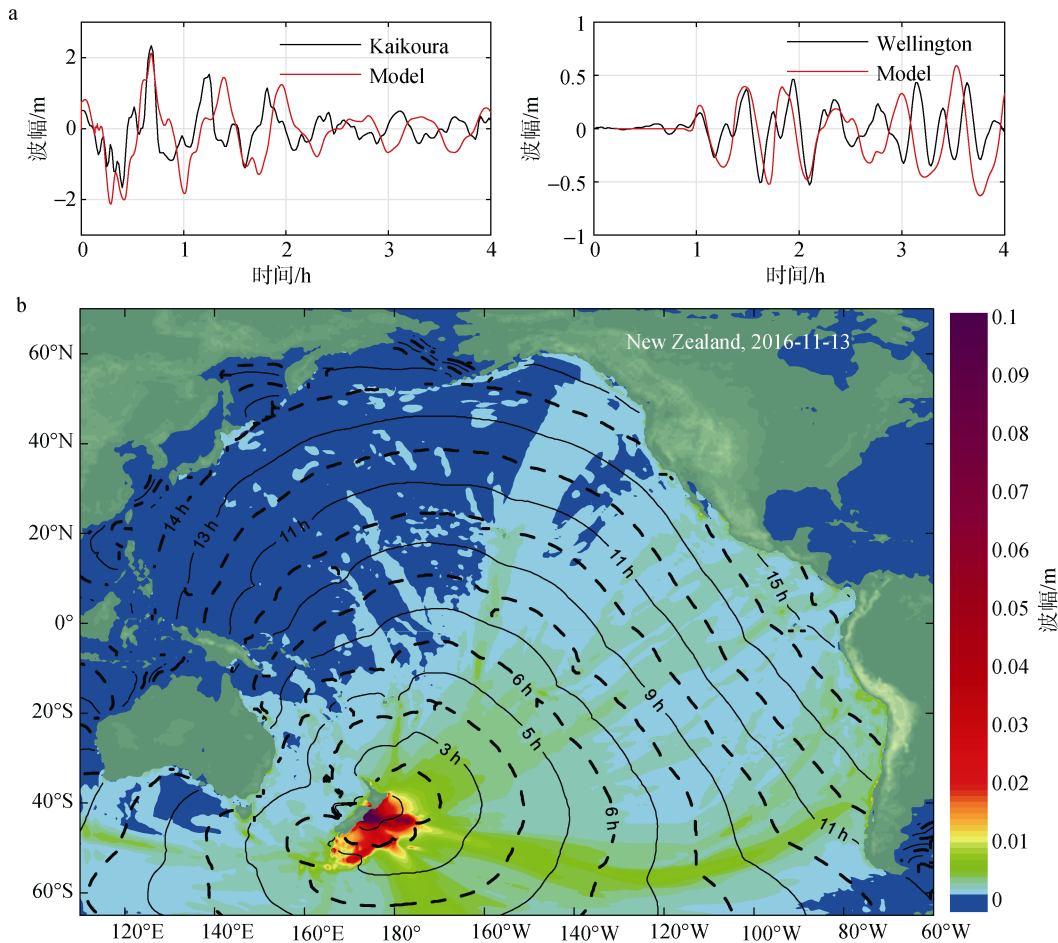 a
Kaikoura
Model
2
0
−2
波幅/m
0
1
2
3
4
时间/h
Wellington
Model
1
0.5
0
−0.5
−1
波幅/m
0
1
2
3
4
时间/h
b
New Zealand, 2016-11-13
60°N
40°N
20°N
0°
20°S
40°S
60°S
120°E
140°E
160°E
180°
160°W
140°W
120°W
100°W
80°W
60°W
14 h
13 h
11 h
11 h
15 h
6 h
9 h
5 h
3 h
6 h
11 h
0.1
0.09
0.08
0.07
0.06
0.05
0.04
0.03
0.02
0.01
0
波幅/m